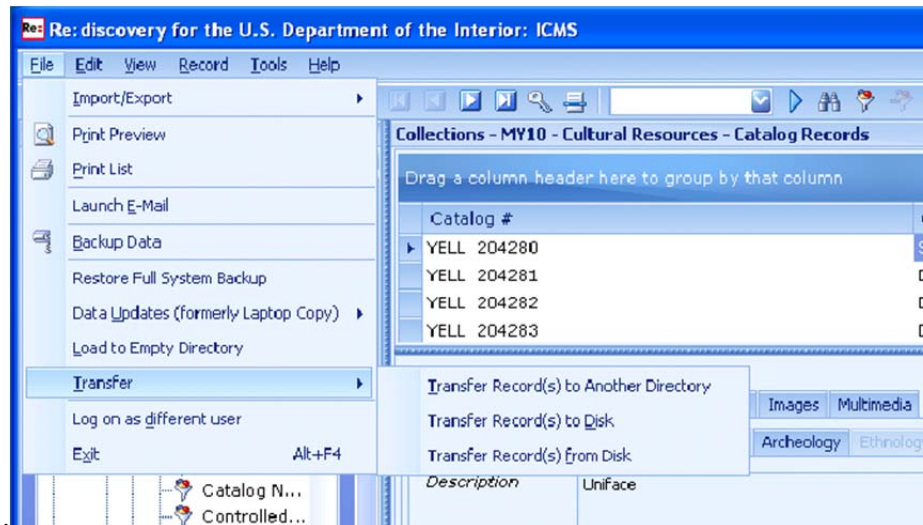 Re: Re:discovery for the U.S. Department of the Interior: ICMS
File Edit View Record Tools Help
Import/Export
Print Preview
Print List
Launch E-Mail
Backup Data
Restore Full System Backup
Data Updates (formerly Laptop Copy)
Load to Empty Directory
Transfer
Log on as different user
Exit Alt+F4
Transfer Record(s) to Another Directory
Transfer Record(s) to Disk
Transfer Record(s) from Disk
Collections - MY10 - Cultural Resources - Catalog Records
Drag a column header here to group by that column
Catalog #
YELL 204280
YELL 204281
YELL 204282
YELL 204283
Images Multimedia
Archeology Ethnology
Description Uniface
Catalog N...
Controlled...